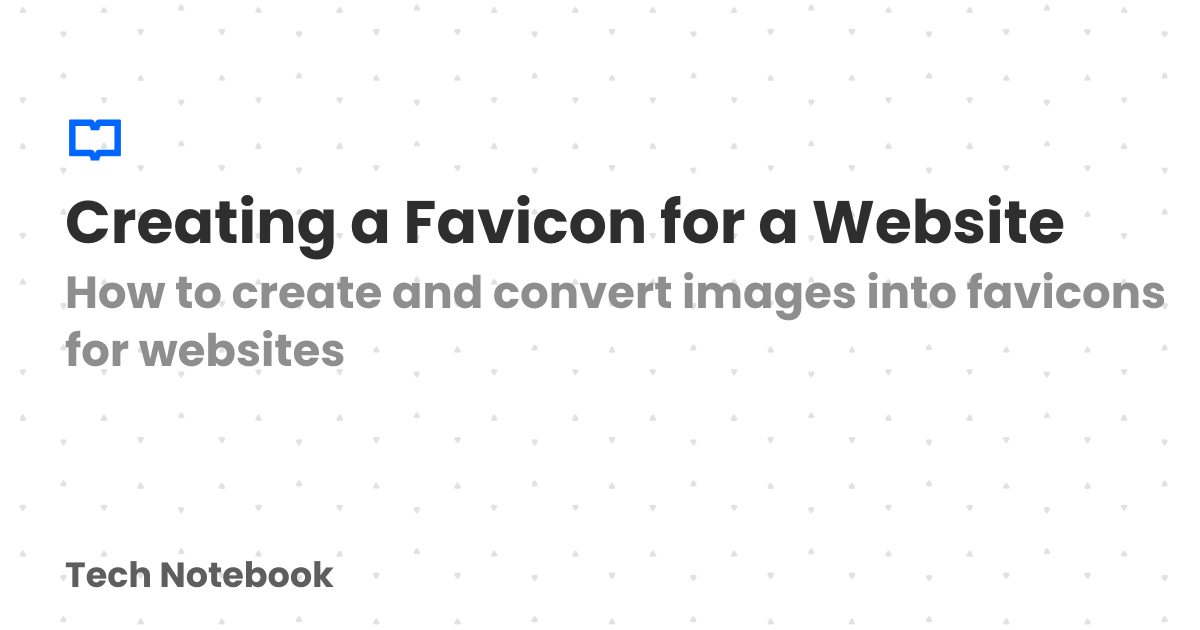 Creating a Favicon for a Website
How to create and convert images into favicons
for websites
Tech Notebook